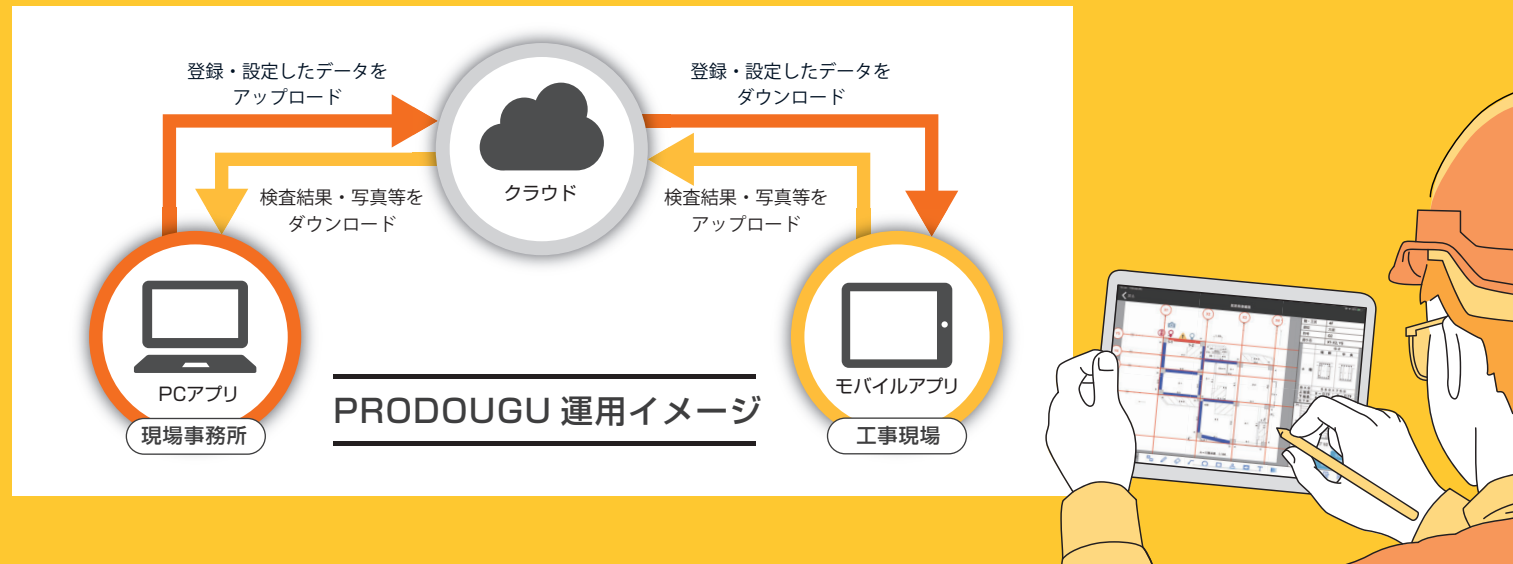 登録・設定したデータを
アップロード
登録・設定したデータを
ダウンロード
クラウド
検査結果・写真等を
ダウンロード
検査結果・写真等を
アップロード
PCアプリ
現場事務所
PRODOUGU 運用イメージ
モバイルアプリ
工事現場